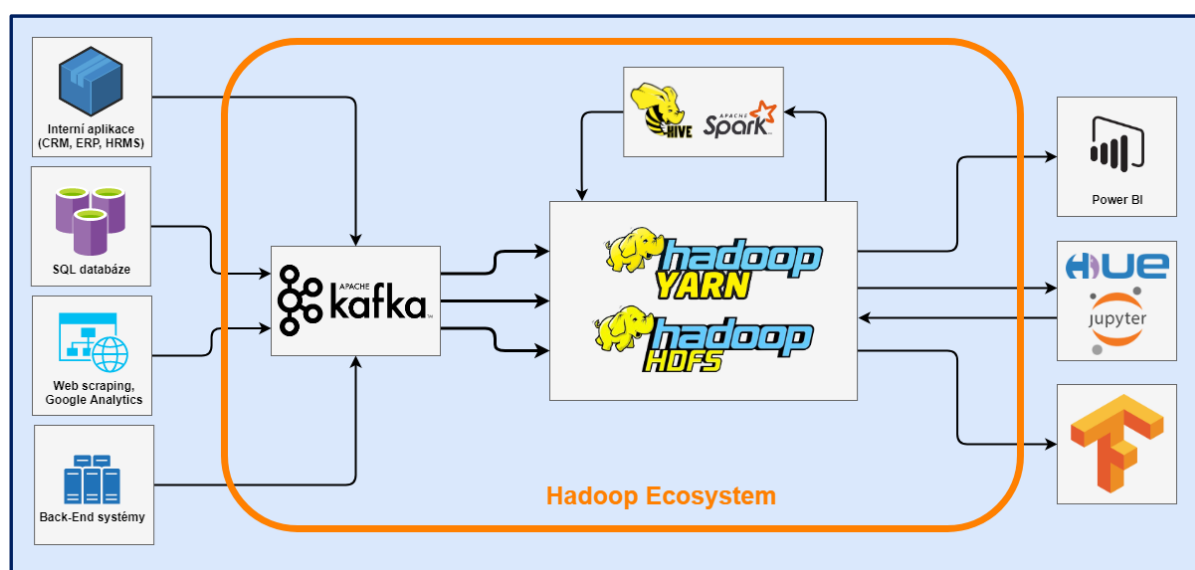 Interní aplikace
(CRM, ERP, HRMS)
SQL databáze
Web scraping,
Google Analytics
Back-End systémy
APACHE
kafka
HIVE
APACHE
Spark
hadoop
YARN
hadoop
HDFS
Hadoop Ecosystem
Power BI
HUE
jupyter